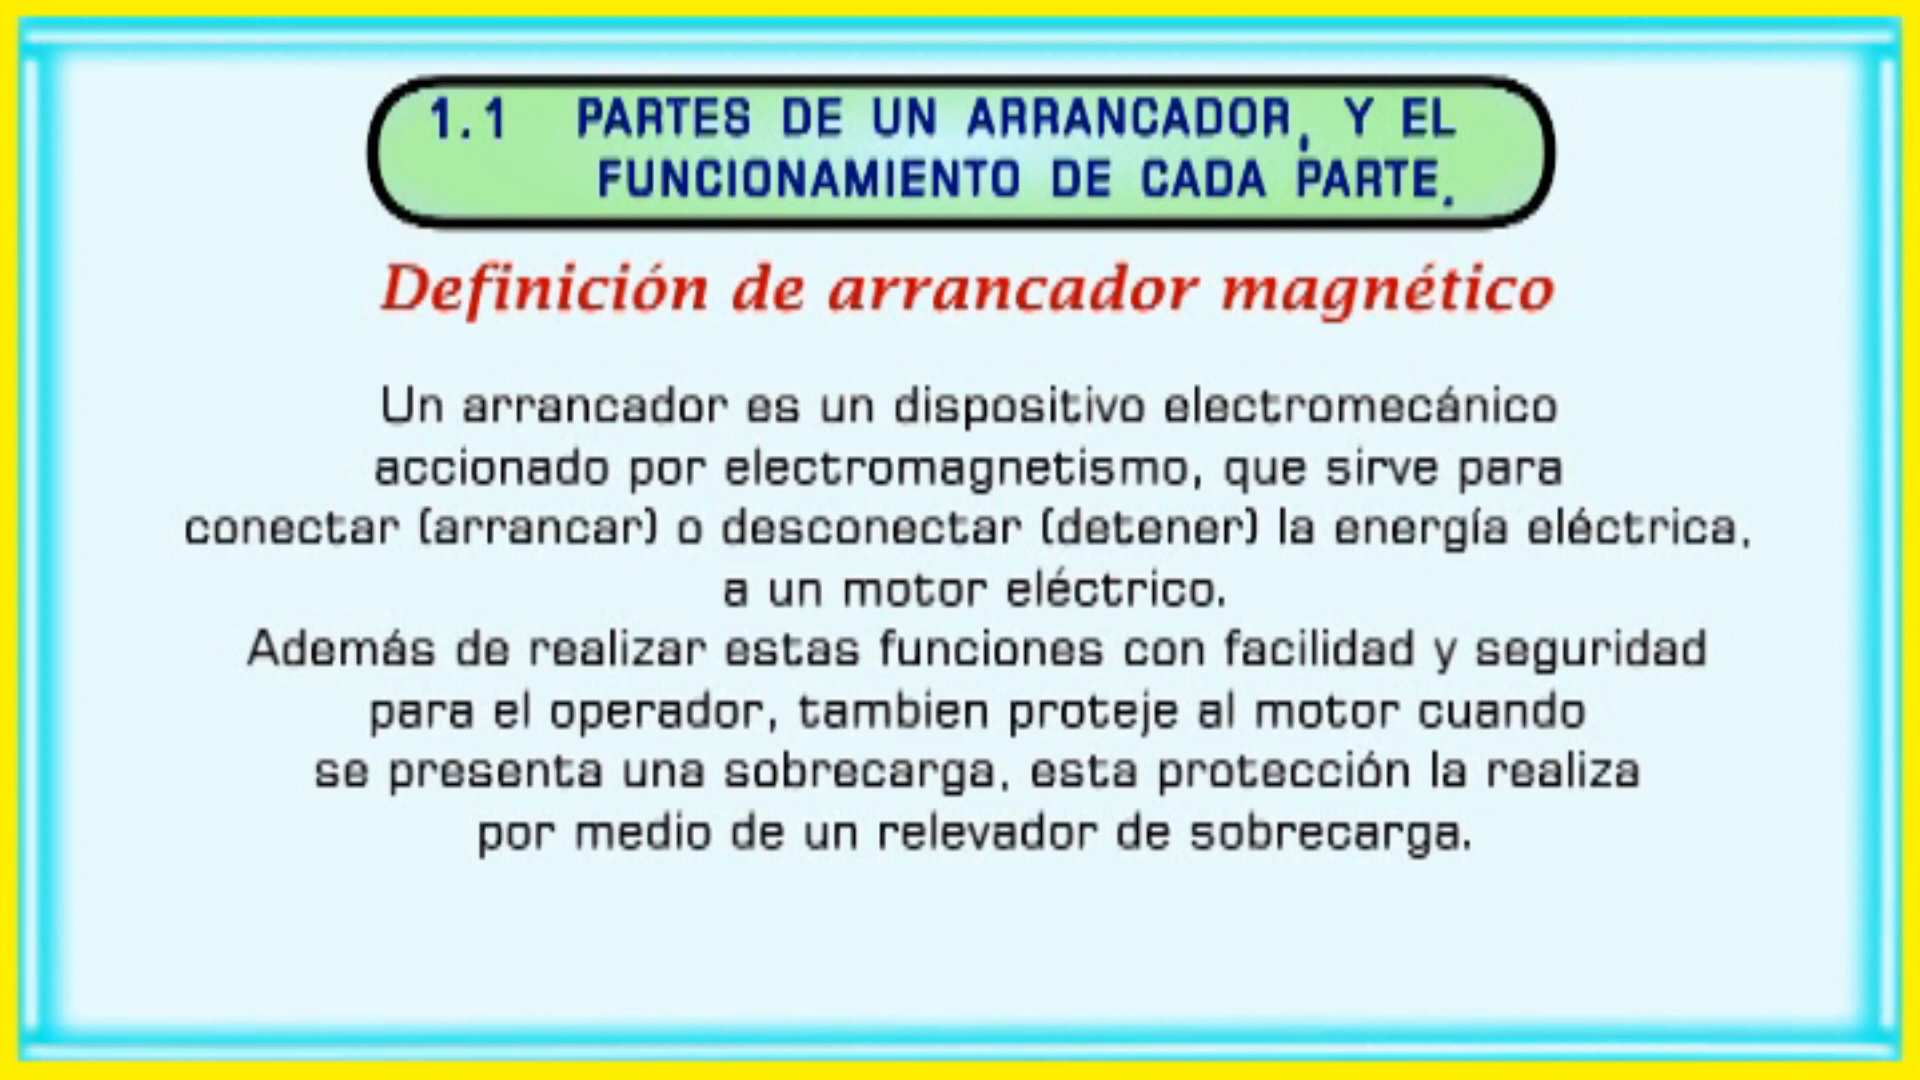 1.1 PARTES DE UN ARRANCADOR, Y EL
FUNCIONAMIENTO DE CADA PARTE.
Definición de arrancador magnético
Un arrancador es un dispositivo electromecánico
accionado por electromagnetismo, que sirve para
conectar (arrancar) o desconectar (detener) la energía eléctrica,
a un motor eléctrico.
Además de realizar estas funciones con facilidad y seguridad
para el operador, tambien proteje al motor cuando
se presenta una sobrecarga, esta protección la realiza
por medio de un relevador de sobrecarga.